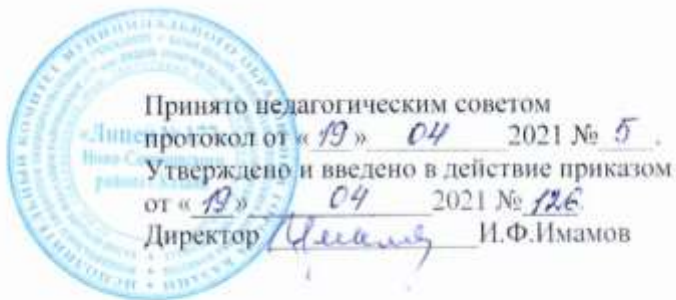 Принято педагогическим советом
протокол от « 19 » 04 2021 № 5 .
Утверждено и введено в действие приказом
от « 19 » 04 2021 № 126
Директор И.Ф.Имамов